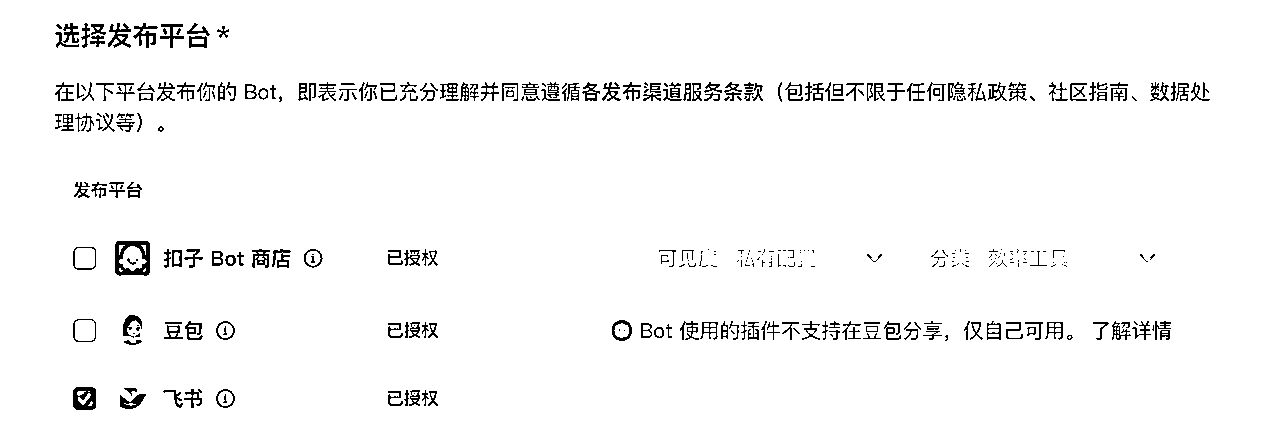 选择发布平台 *
在以下平台发布你的 Bot，即表示你已充分理解并同意遵循各发布渠道服务条款（包括但不限于任何隐私政策、社区指南、数据处
理协议等）。
发布平台
扣子 Bot 商店 已授权 可见度 私有配置 分类 效率工具
豆包 已授权 Bot 使用的插件不支持在豆包分享，仅自己可用。 了解详情
飞书 已授权